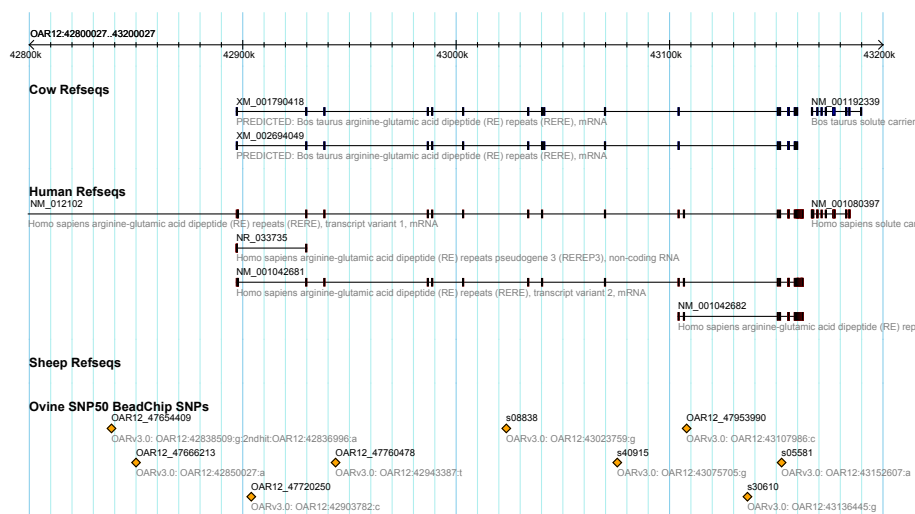 OAR12:42800027..43200027
42800k 42900k 43000k 43100k 43200k
Cow Refseqs
XM_001790418 NM_001192339
PREDICTED: Bos taurus arginine-glutamic acid dipeptide (RE) repeats (RERE), mRNA Bos taurus solute carrier
XM_002694049
PREDICTED: Bos taurus arginine-glutamic acid dipeptide (RE) repeats (RERE), mRNA
Human Refseqs
NM_012102 NM_001080397
Homo sapiens arginine-glutamic acid dipeptide (RE) repeats (RERE), transcript variant 1, mRNA Homo sapiens solute car
NR_033735
Homo sapiens arginine-glutamic acid dipeptide (RE) repeats pseudogene 3 (REREP3), non-coding RNA
NM_001042681
Homo sapiens arginine-glutamic acid dipeptide (RE) repeats (RERE), transcript variant 2, mRNA
NM_001042682
Homo sapiens arginine-glutamic acid dipeptide (RE) rep
Sheep Refseqs
Ovine SNP50 BeadChip SNPs
OAR12_47654409 s08838 OAR12_47953990
OARv3.0: OAR12:42838509:g:2ndhit:OAR12:42836996:a OARv3.0: OAR12:43023759:g OARv3.0: OAR12:43107986:c
OAR12_47666213 OAR12_47760478 s40915 s05581
OARv3.0: OAR12:42850027:a OARv3.0: OAR12:42943387:t OARv3.0: OAR12:43075705:g OARv3.0: OAR12:43152607:a
OAR12_47720250 s30610
OARv3.0: OAR12:42903782:c OARv3.0: OAR12:43136445:g